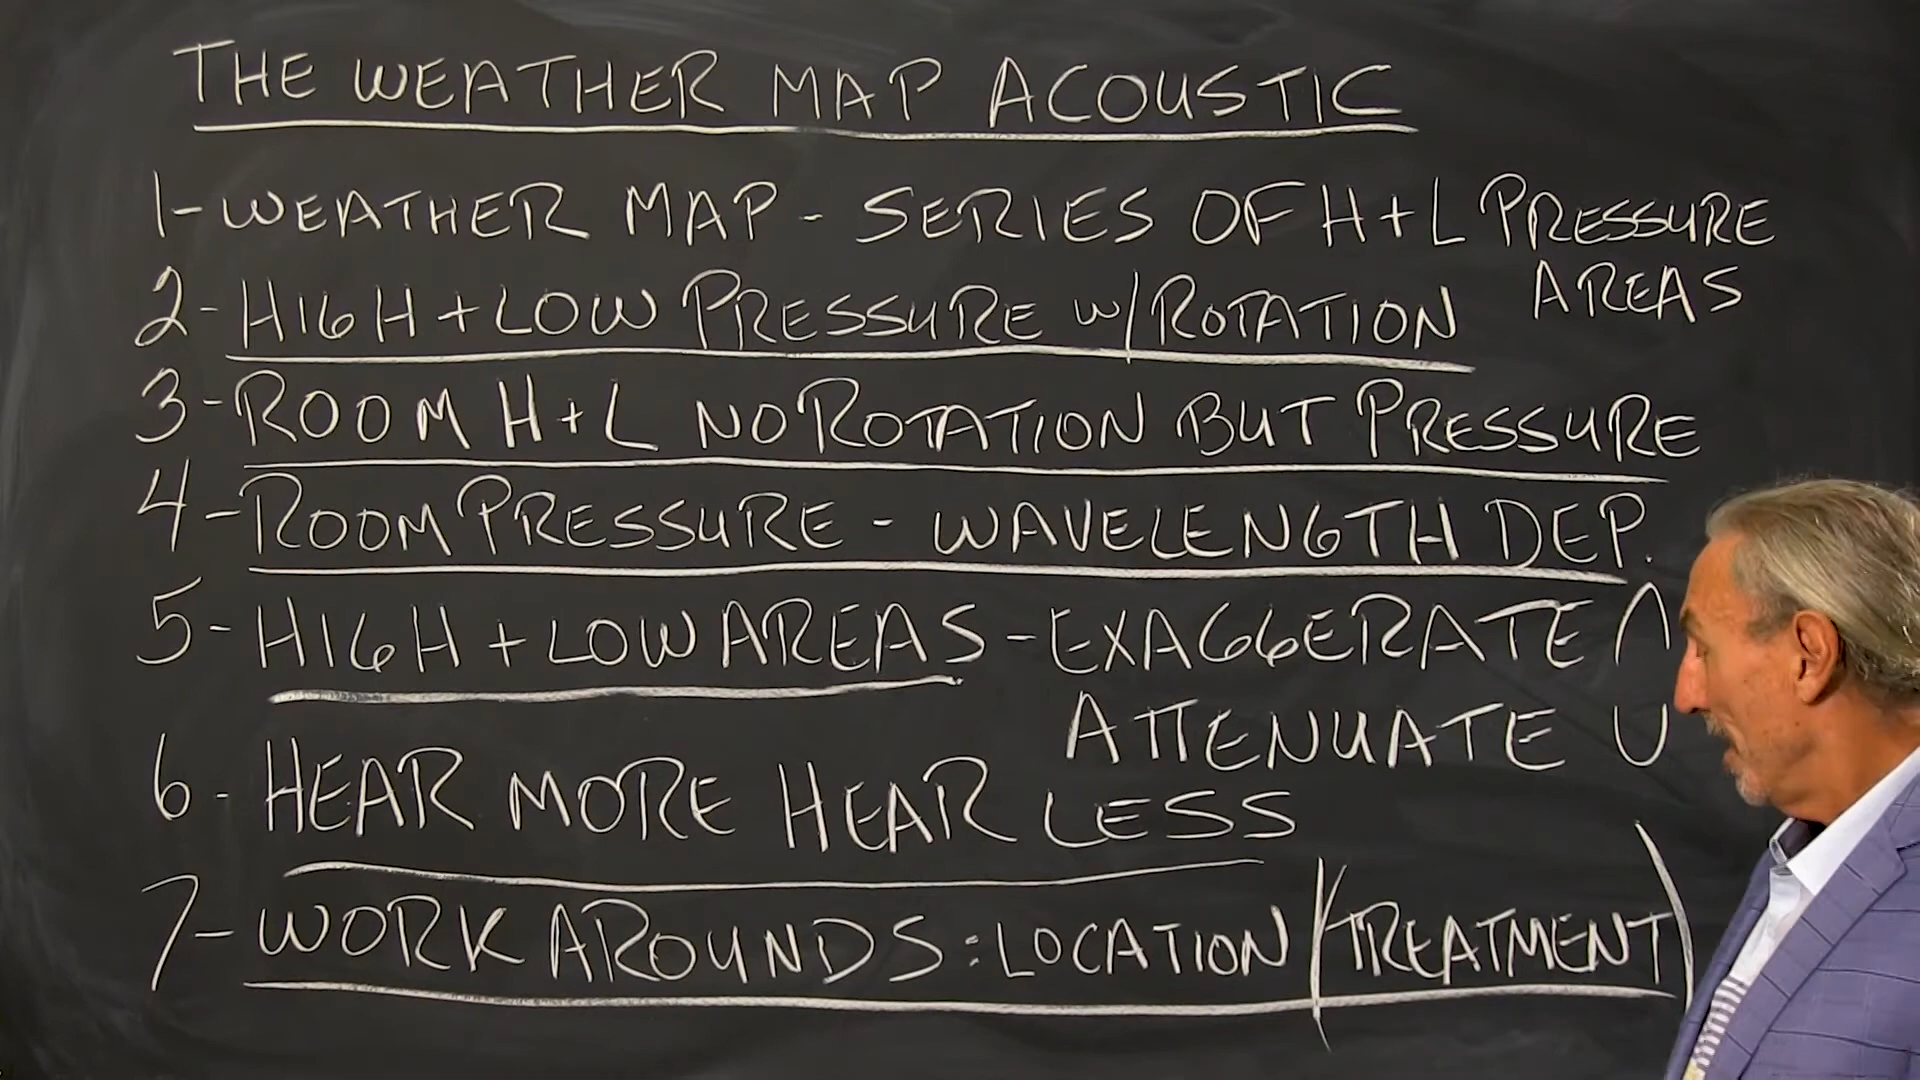 THE WEATHER MAP ACOUSTIC
1- WEATHER MAP - SERIES OF H+L PRESSURE
AREAS
2- HIGH + LOW PRESSURE w/ ROTATION
3- ROOM H+L NO ROTATION BUT PRESSURE
4- ROOM PRESSURE - WAVELENGTH DEP.
5- HIGH + LOW AREAS - EXAGGERATE ∩
ATTENUATE ∪
6- HEAR MORE HEAR LESS
7- WORK AROUNDS: LOCATION/(TREATMENT)